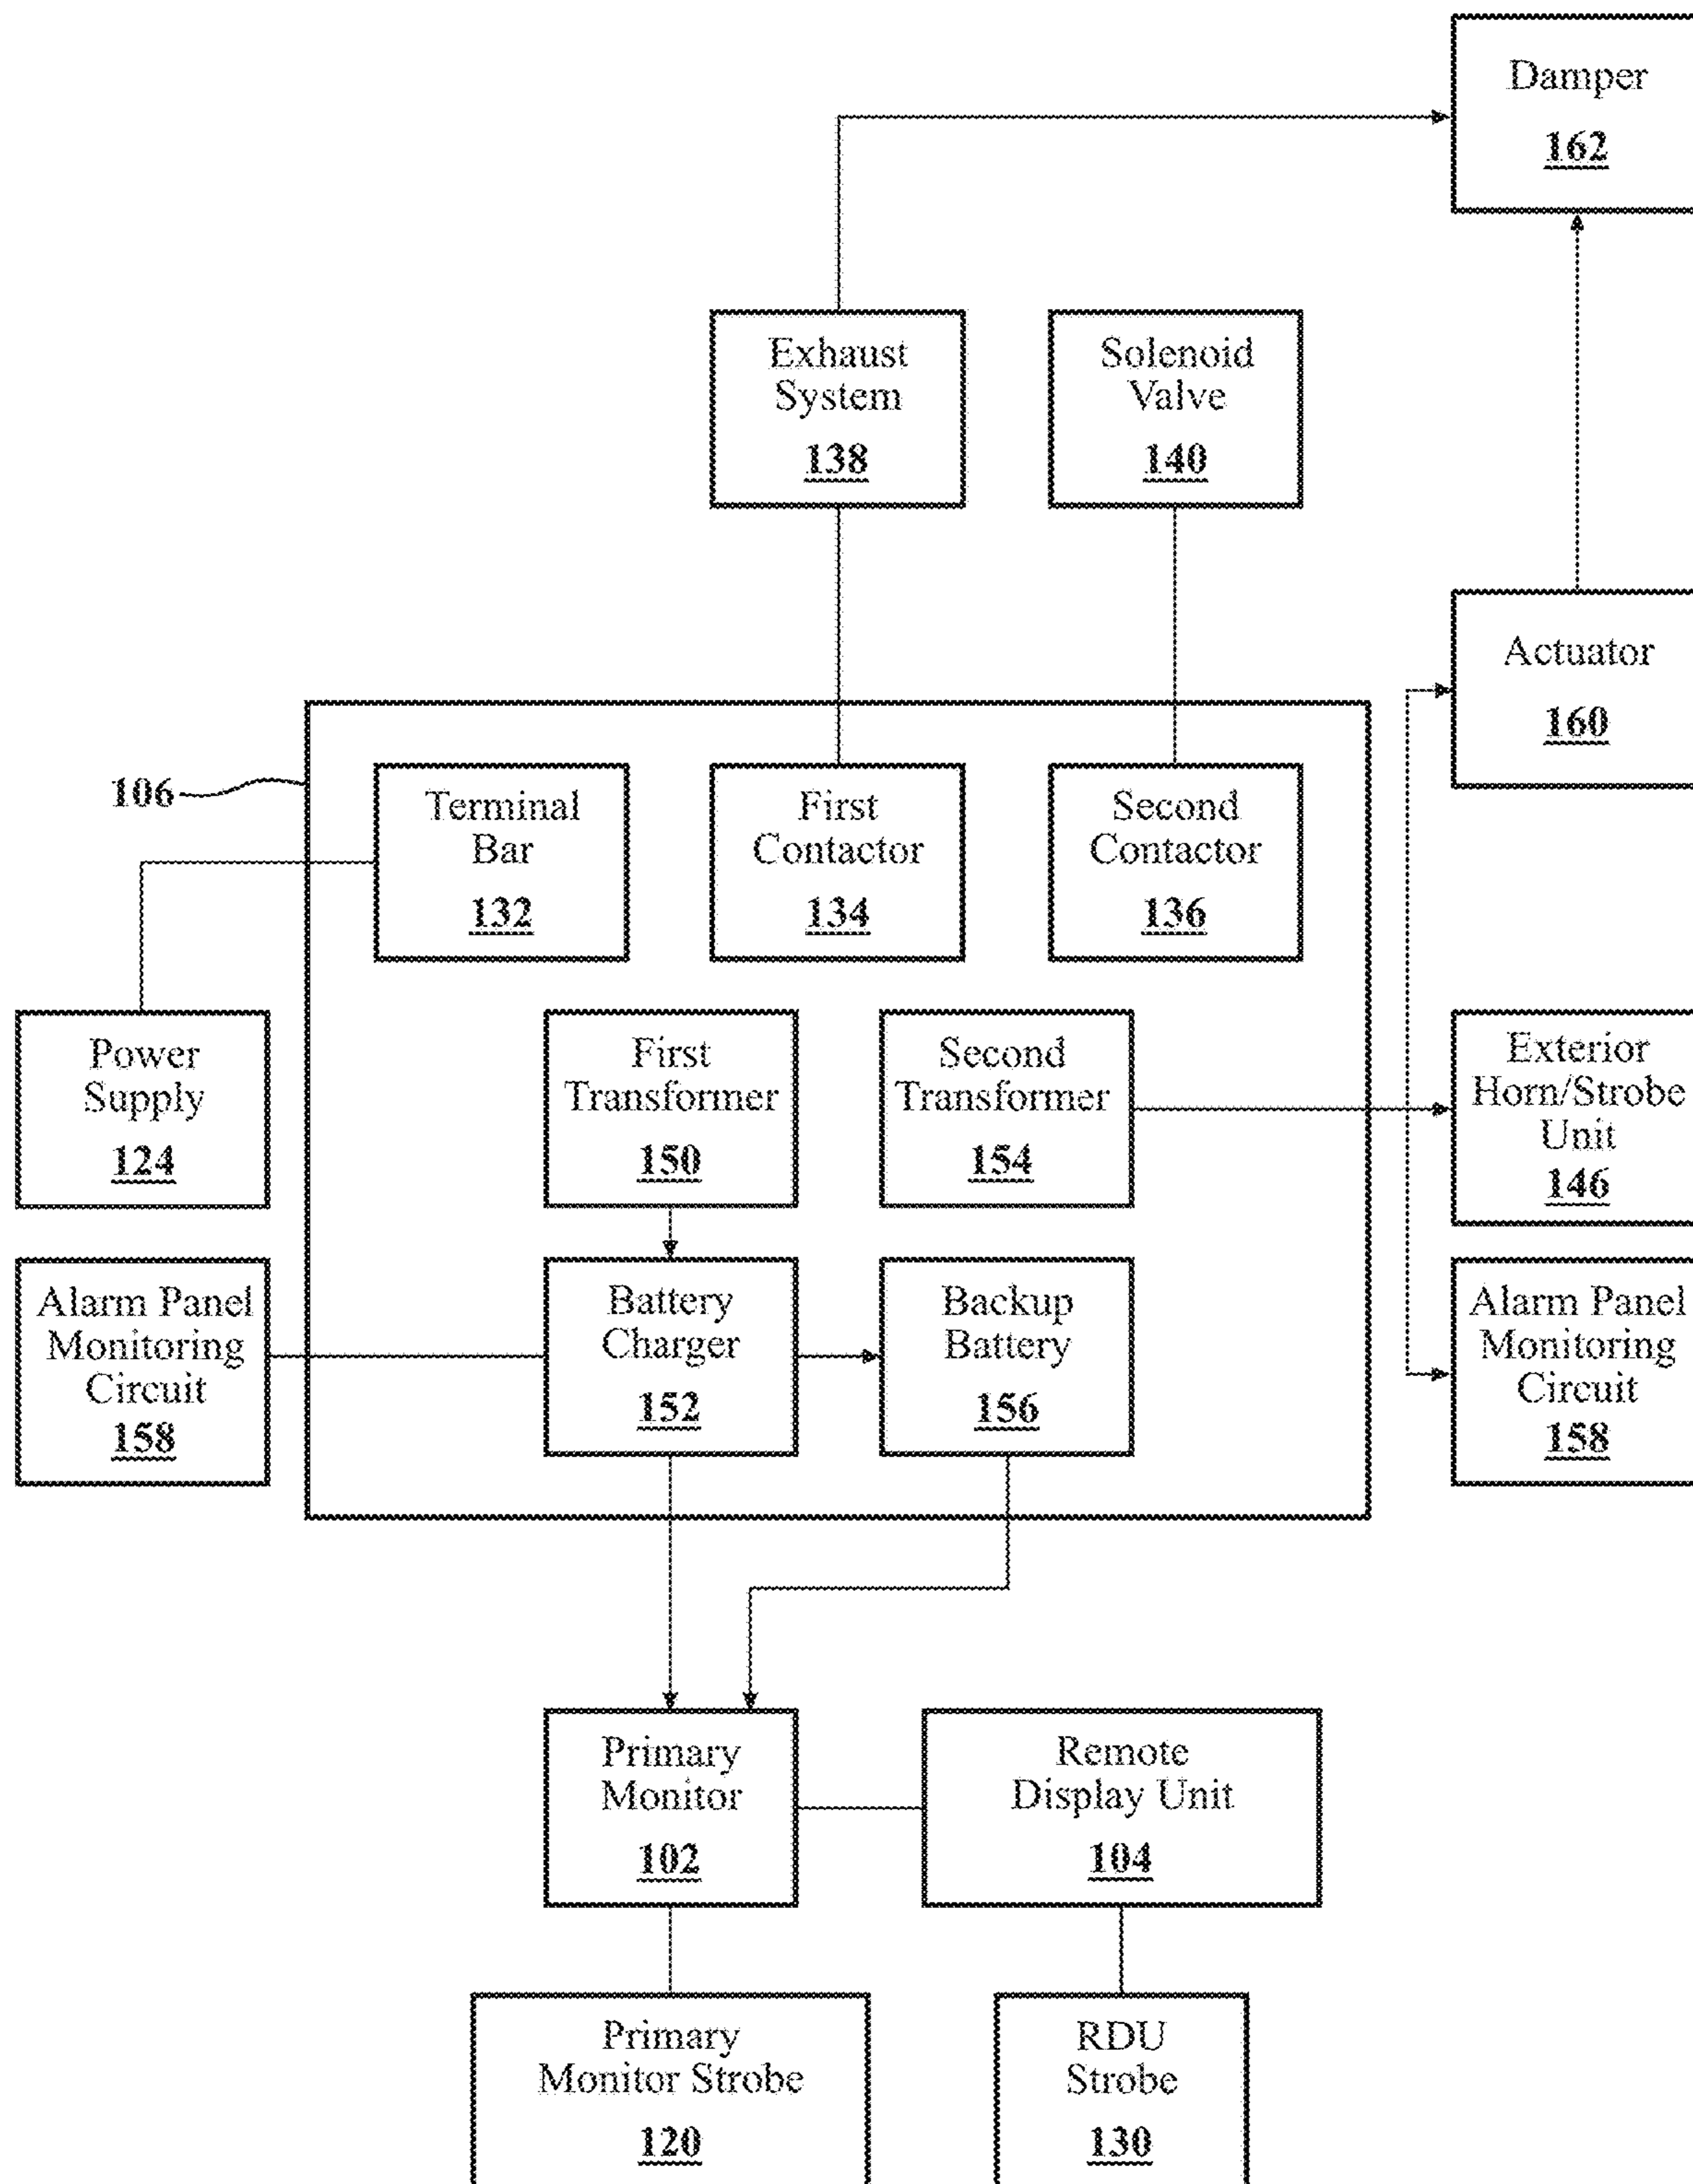 Damper
162
Exhaust
System
138
Solenoid
Valve
140
Actuator
160
106
Terminal
Bar
132
First
Contactor
134
Second
Contactor
136
Power
Supply
124
First
Transformer
150
Second
Transformer
154
Exterior
Horn/Strobe
Unit
146
Alarm Panel
Monitoring
Circuit
158
Battery
Charger
152
Backup
Battery
156
Alarm Panel
Monitoring
Circuit
158
Primary
Monitor
102
Remote
Display Unit
104
Primary
Monitor Strobe
120
RDU
Strobe
130